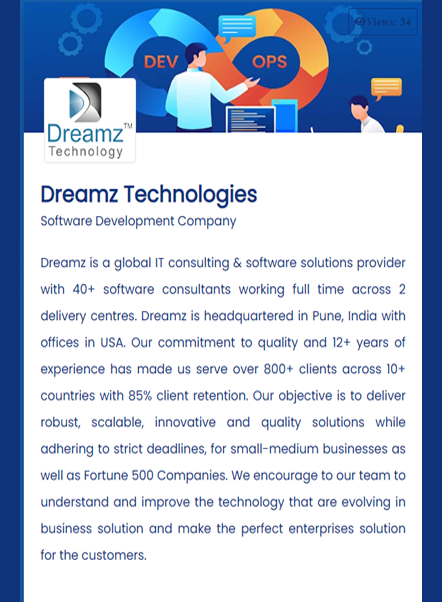 Views: 34
DEV
OPS
Dreamz™
Technology
Dreamz Technologies
Software Development Company
Dreamz is a global IT consulting & software solutions provider
with 40+ software consultants working full time across 2
delivery centres. Dreamz is headquartered in Pune, India with
offices in USA. Our commitment to quality and 12+ years of
experience has made us serve over 800+ clients across 10+
countries with 85% client retention. Our objective is to deliver
robust, scalable, innovative and quality solutions while
adhering to strict deadlines, for small-medium businesses as
well as Fortune 500 Companies. We encourage to our team to
understand and improve the technology that are evolving in
business solution and make the perfect enterprises solution
for the customers.